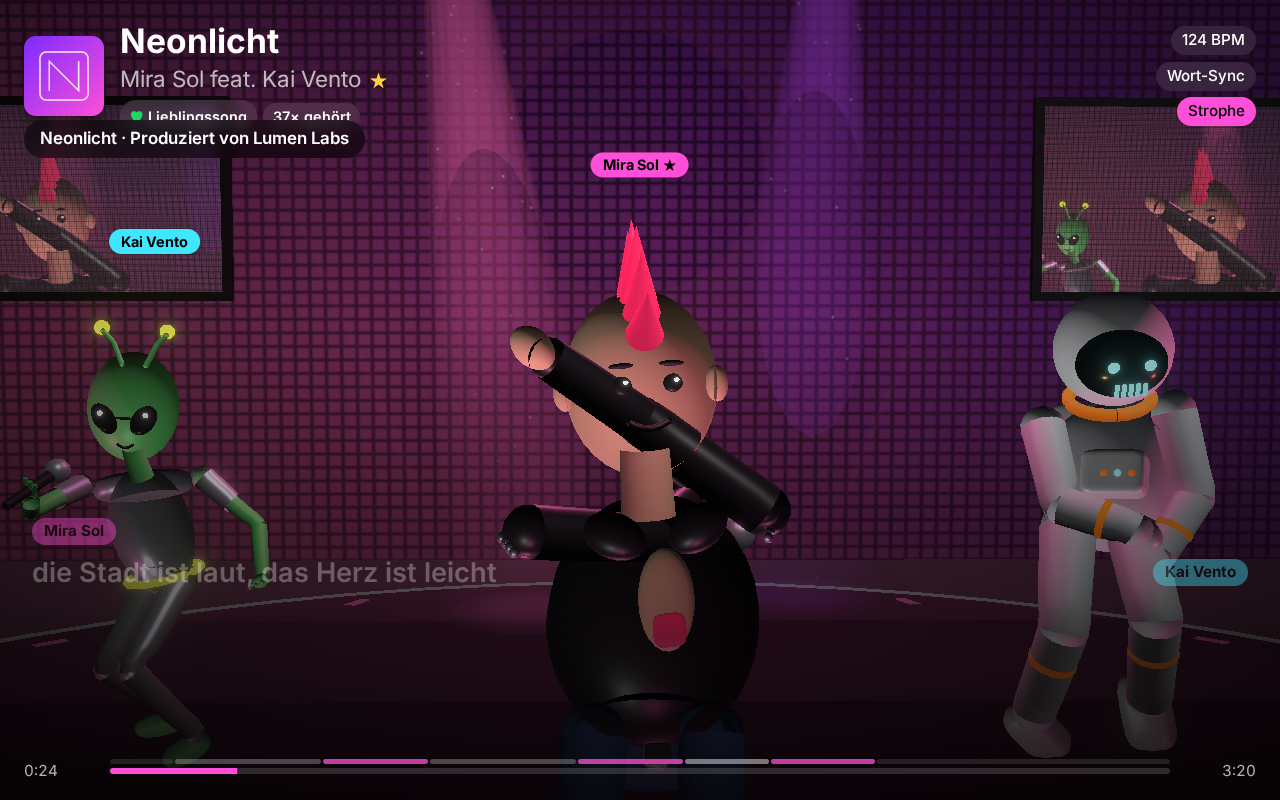 Neonlicht
Mira Sol feat. Kai Vento ★
Lieblingssong 37× gehört
Neonlicht · Produziert von Lumen Labs
124 BPM
Wort-Sync
Strophe
Mira Sol ★
Kai Vento
Mira Sol
die Stadt ist laut, das Herz ist leicht
Kai Vento
0:24
3:20